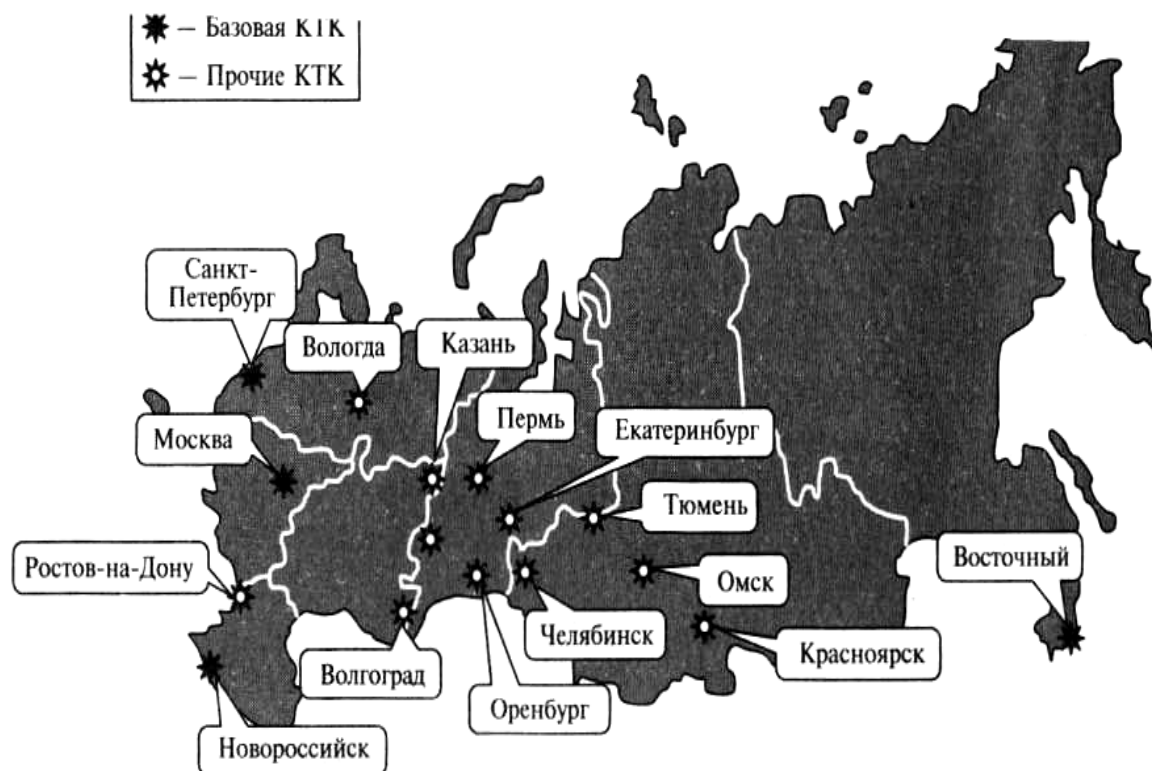 — Базовая КТК
— Прочие КТК
Санкт-
Петербург
Вологда
Казань
Москва
Пермь
Екатеринбург
Тюмень
Ростов-на-Дону
Восточный
Омск
Челябинск
Волгоград
Красноярск
Оренбург
Новороссийск